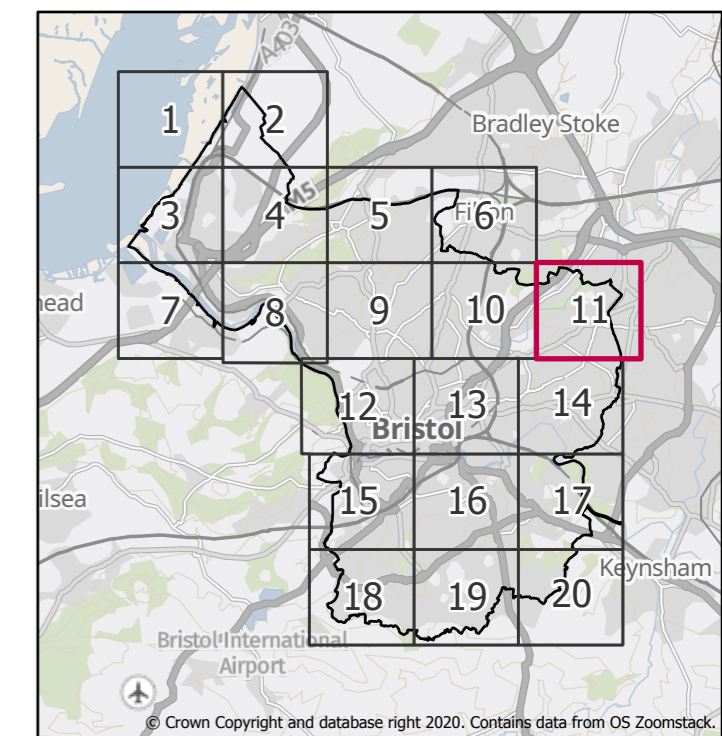 A403
1
2
Bradley Stoke
M5
3
4
5
Filton
6
head
7
8
9
10
11
12
13
14
Bristol
ilsea
15
16
17
Keynsham
18
19
20
Bristol International
Airport
© Crown Copyright and database right 2020. Contains data from OS Zoomstack.